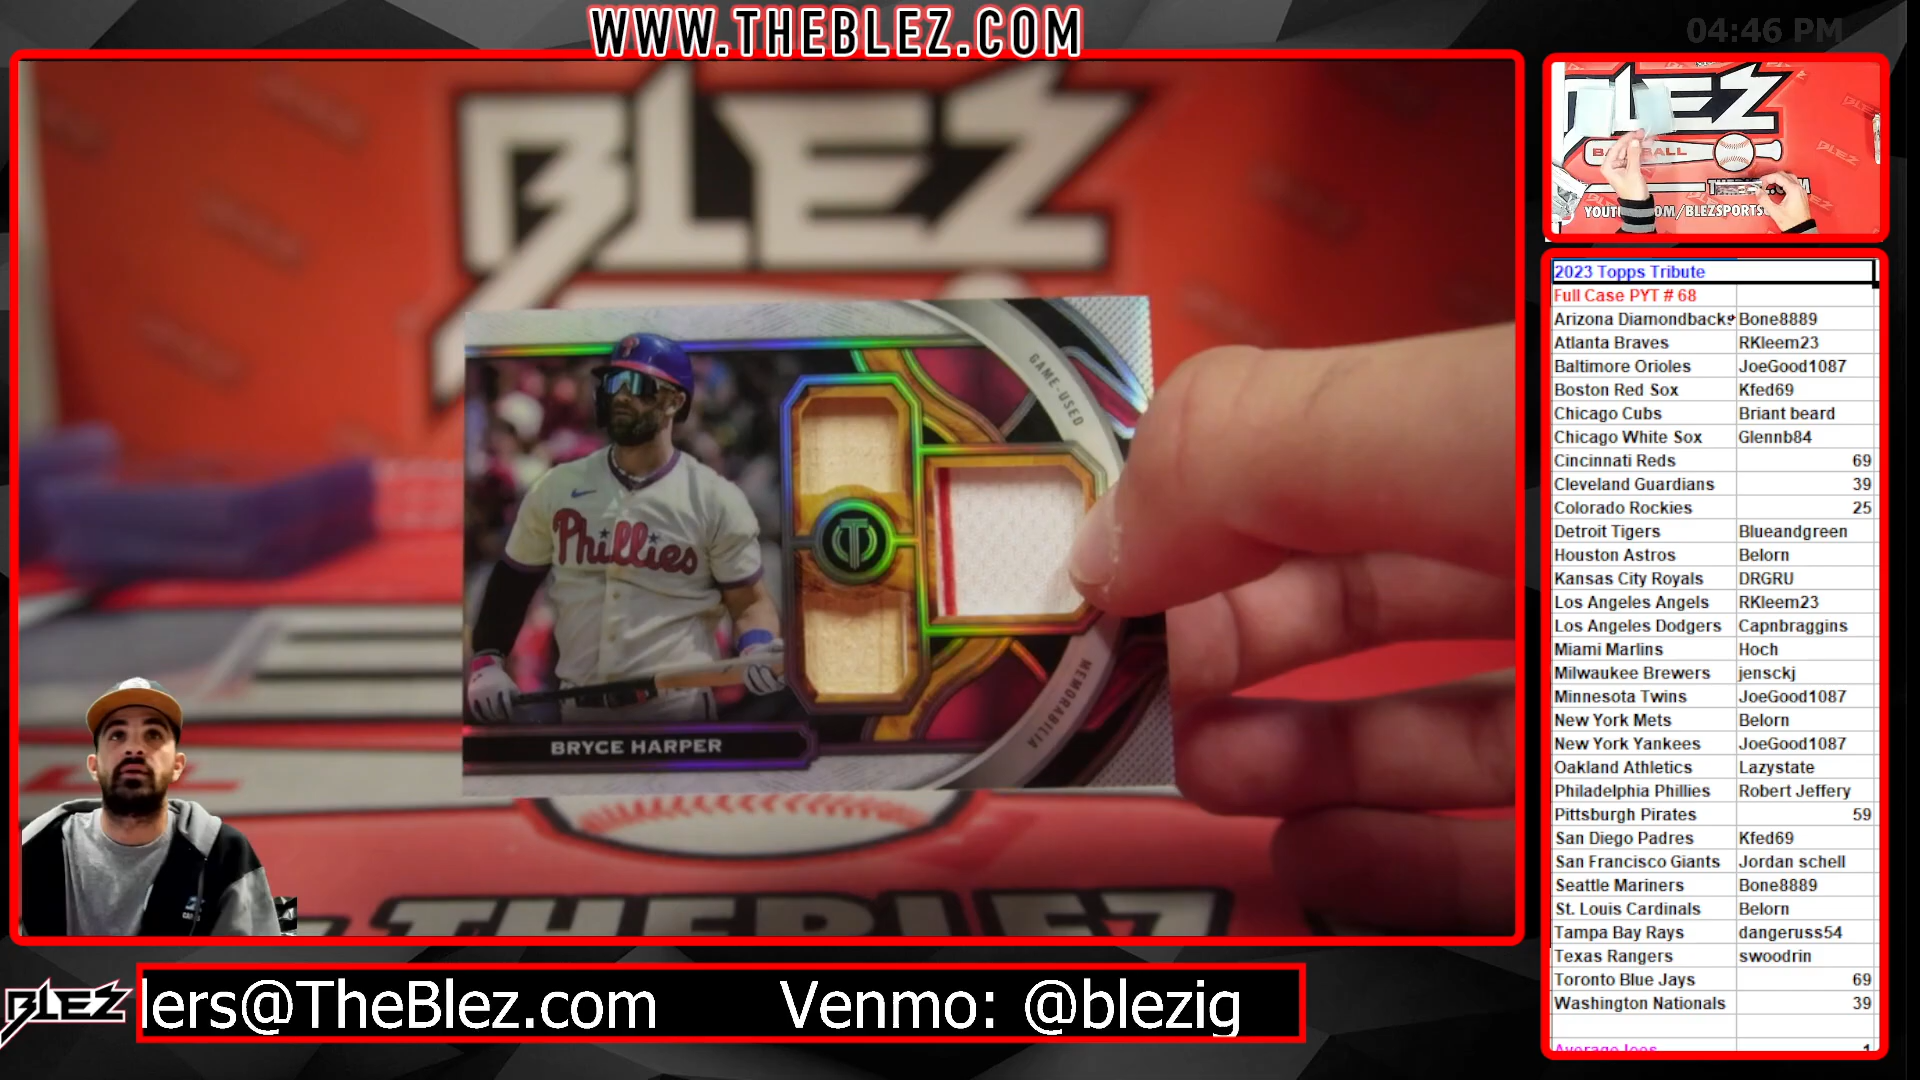 WWW.THEBLEZ.COM
04:46 PM
BLEZ
GAME-USED
MEMORABILIA
Phillies
BRYCE HARPER
THEBLEZ
BLEZ
lers@TheBlez.com Venmo: @blezig
2023 Topps Tribute
Full Case PYT # 68
Arizona Diamondbacks Bone8889
Atlanta Braves RKleem23
Baltimore Orioles JoeGood1087
Boston Red Sox Kfed69
Chicago Cubs Briant beard
Chicago White Sox Glennb84
Cincinnati Reds 69
Cleveland Guardians 39
Colorado Rockies 25
Detroit Tigers Blueandgreen
Houston Astros Belorn
Kansas City Royals DRGRU
Los Angeles Angels RKleem23
Los Angeles Dodgers Capnbraggins
Miami Marlins Hoch
Milwaukee Brewers jensckj
Minnesota Twins JoeGood1087
New York Mets Belorn
New York Yankees JoeGood1087
Oakland Athletics Lazystate
Philadelphia Phillies Robert Jeffery
Pittsburgh Pirates 59
San Diego Padres Kfed69
San Francisco Giants Jordan schell
Seattle Mariners Bone8889
St. Louis Cardinals Belorn
Tampa Bay Rays dangeruss54
Texas Rangers swoodrin
Toronto Blue Jays 69
Washington Nationals 39
Average Joes 1